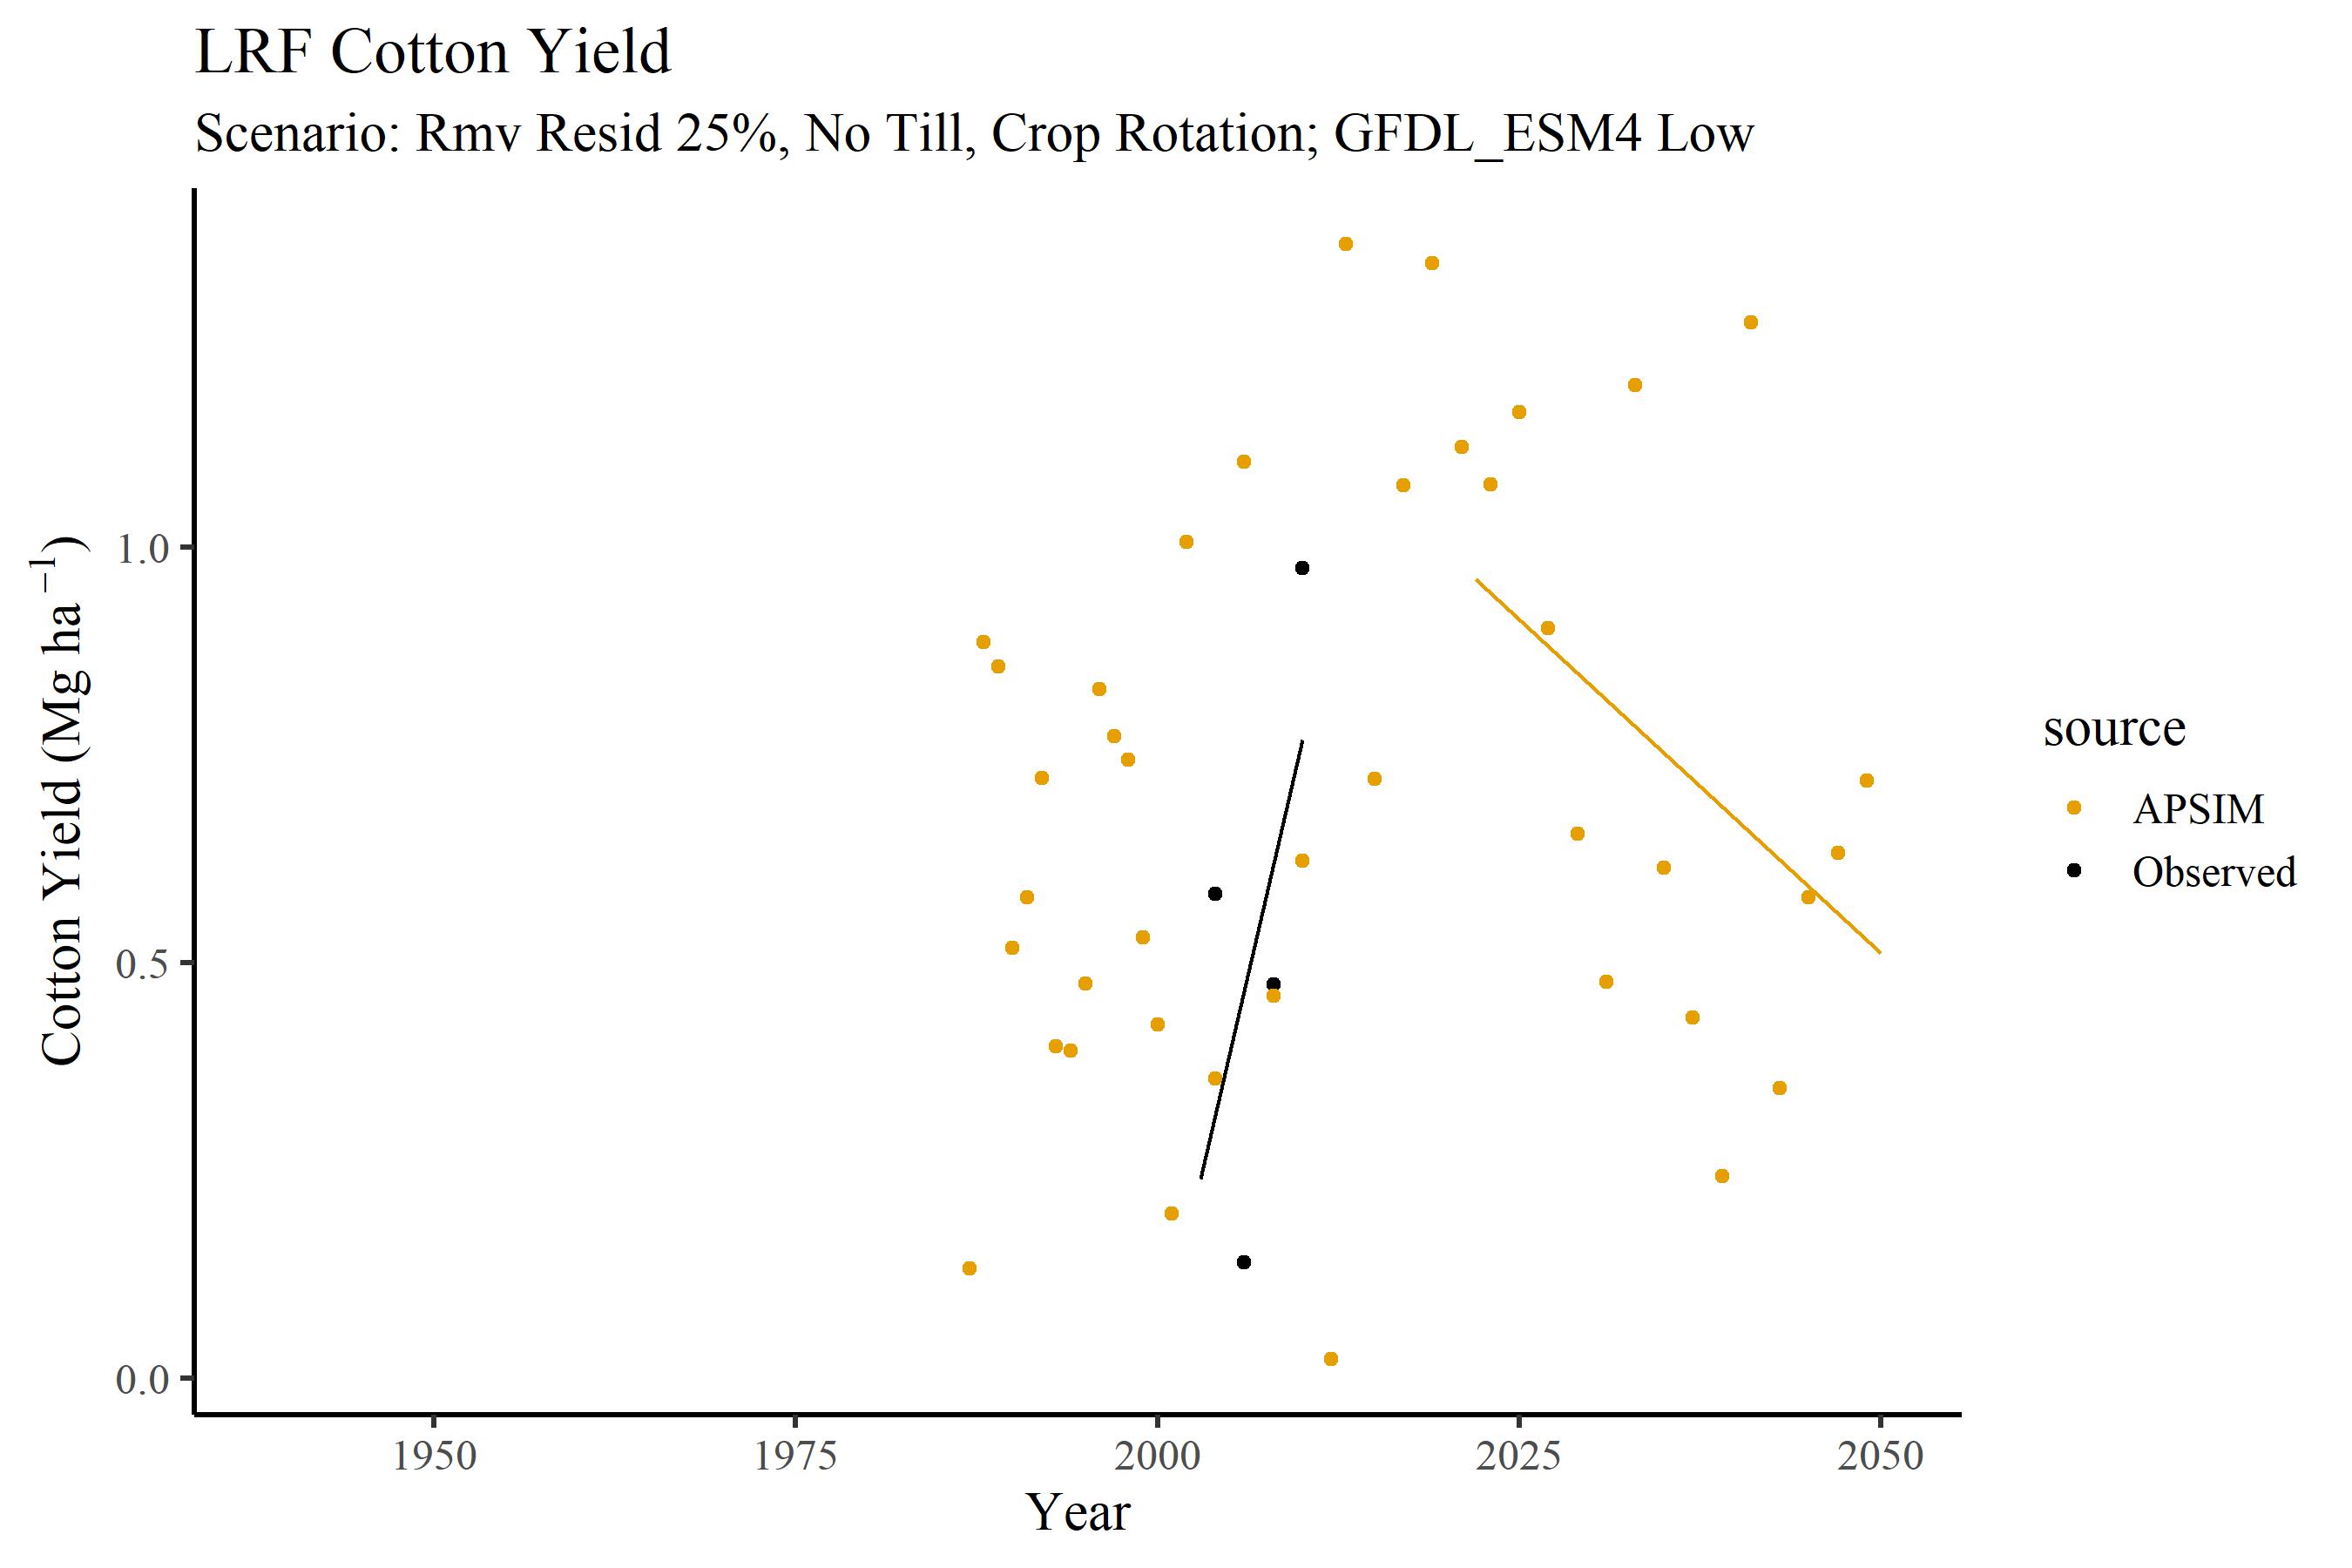 LRF Cotton Yield
Scenario: Rmv Resid 25%, No Till, Crop Rotation; GFDL_ESM4 Low
Cotton Yield (Mg ha⁻¹)
1.0
0.5
0.0
1950 1975 2000 2025 2050
Year
source
APSIM
Observed